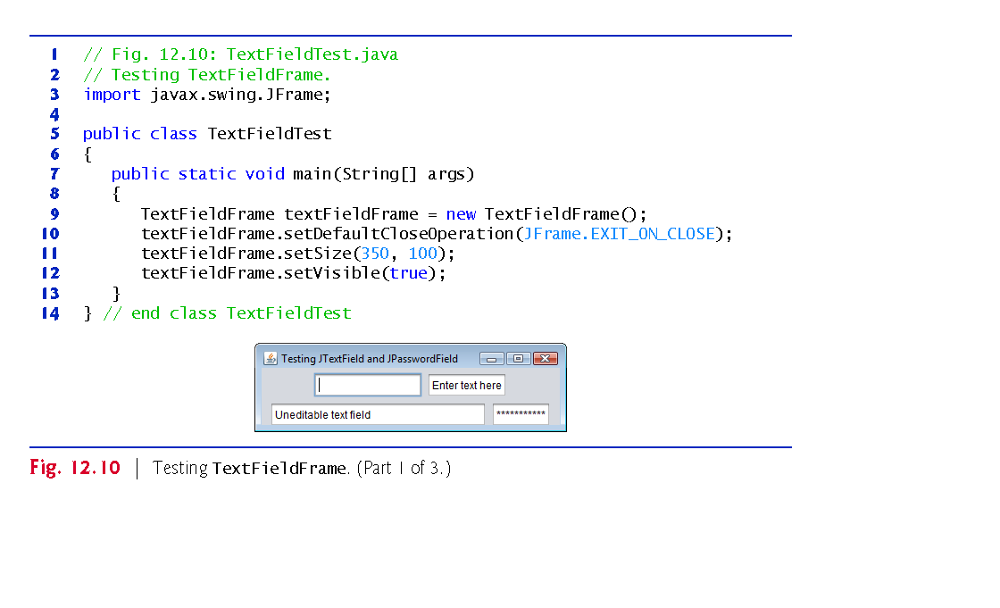 1 // Fig. 12.10: TextFieldTest.java
2 // Testing TextFieldFrame.
3 import javax.swing.JFrame;
4
5 public class TextFieldTest
6 {
7 public static void main(String[] args)
8 {
9 TextFieldFrame textFieldFrame = new TextFieldFrame();
10 textFieldFrame.setDefaultCloseOperation(JFrame.EXIT_ON_CLOSE);
11 textFieldFrame.setSize(350, 100);
12 textFieldFrame.setVisible(true);
13 }
14 } // end class TextFieldTest
Testing JTextField and JPasswordField
Enter text here
Uneditable text field ***********
Fig. 12.10 | Testing TextFieldFrame. (Part 1 of 3.)